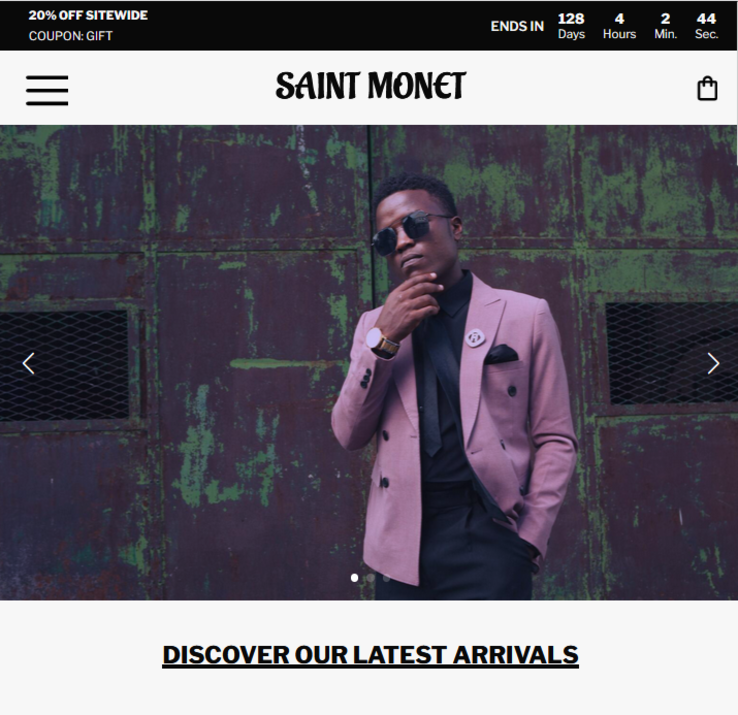 20% OFF SITEWIDE
COUPON: GIFT
ENDS IN
128 4 2 44
Days Hours Min. Sec.
SAINT MONET
DISCOVER OUR LATEST ARRIVALS